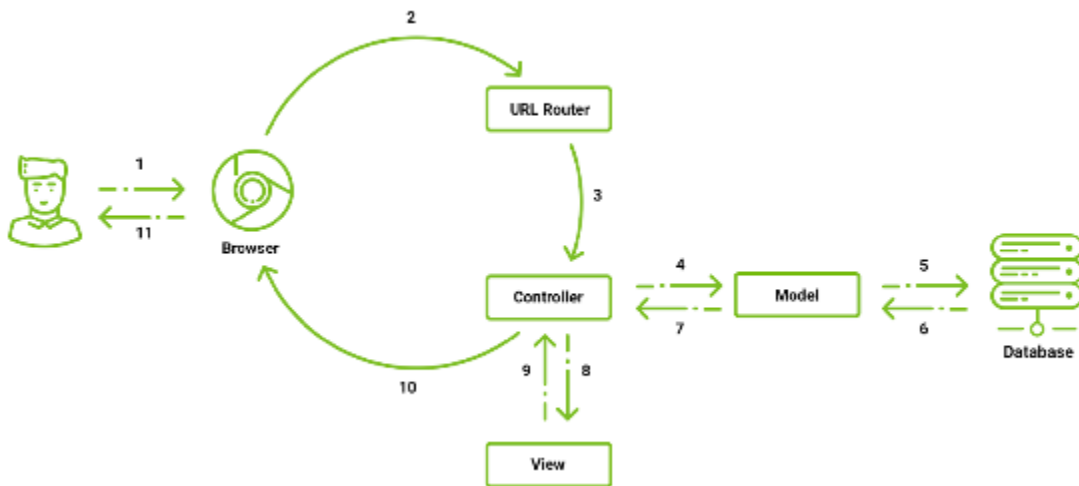 2
URL Router
1
3
11
Browser
4
5
Controller
Model
7
6
Database
10
9
8
View